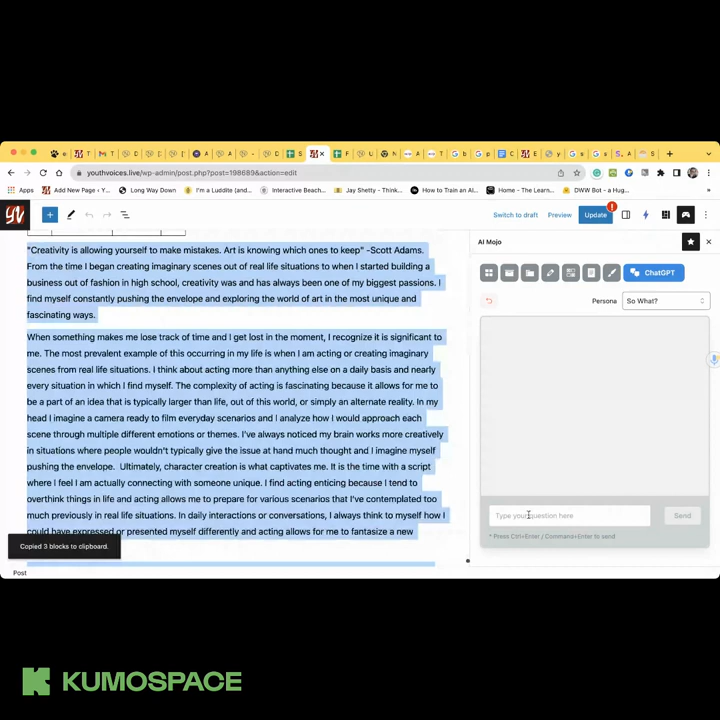 youthvoices.live/wp-admin/post.php?post=198689&action=edit
Apps Add New Page ‹ Y... Long Way Down I'm a Luddite (and... Interactive Beach... Jay Shetty - Thinki... How to Train an AI... Home - The Learn... DWW Bot - a Hug...
Switch to draft Preview Update !
AI Mojo
ChatGPT
Persona So What?
"Creativity is allowing yourself to make mistakes. Art is knowing which ones to keep" -Scott Adams.
From the time I began creating imaginary scenes out of real life situations to when I started building a
business out of fashion in high school, creativity was and has always been one of my biggest passions. I
find myself constantly pushing the envelope and exploring the world of art in the most unique and
fascinating ways.
When something makes me lose track of time and I get lost in the moment, I recognize it is significant to
me. The most prevalent example of this occurring in my life is when I am acting or creating imaginary
scenes from real life situations. I think about acting more than anything else on a daily basis and nearly
every situation in which I find myself. The complexity of acting is fascinating because it allows for me to
be a part of an idea that is typically larger than life, out of this world, or simply an alternate reality. In my
head I imagine a camera ready to film everyday scenarios and I analyze how I would approach each
scene through multiple different emotions or themes. I've always noticed my brain works more creatively
in situations where people wouldn't typically give the issue at hand much thought and I imagine myself
pushing the envelope. Ultimately, character creation is what captivates me. It is the time with a script
where I feel I am actually connecting with someone unique. I find acting enticing because I tend to
overthink things in life and acting allows me to prepare for various scenarios that I've contemplated too
much previously in real life situations. In daily interactions or conversations, I always think to myself how I
could have expressed or presented myself differently and acting allows for me to fantasize a new
Type your question here Send
* Press Ctrl+Enter / Command+Enter to send
Copied 3 blocks to clipboard.
Post
KUMOSPACE